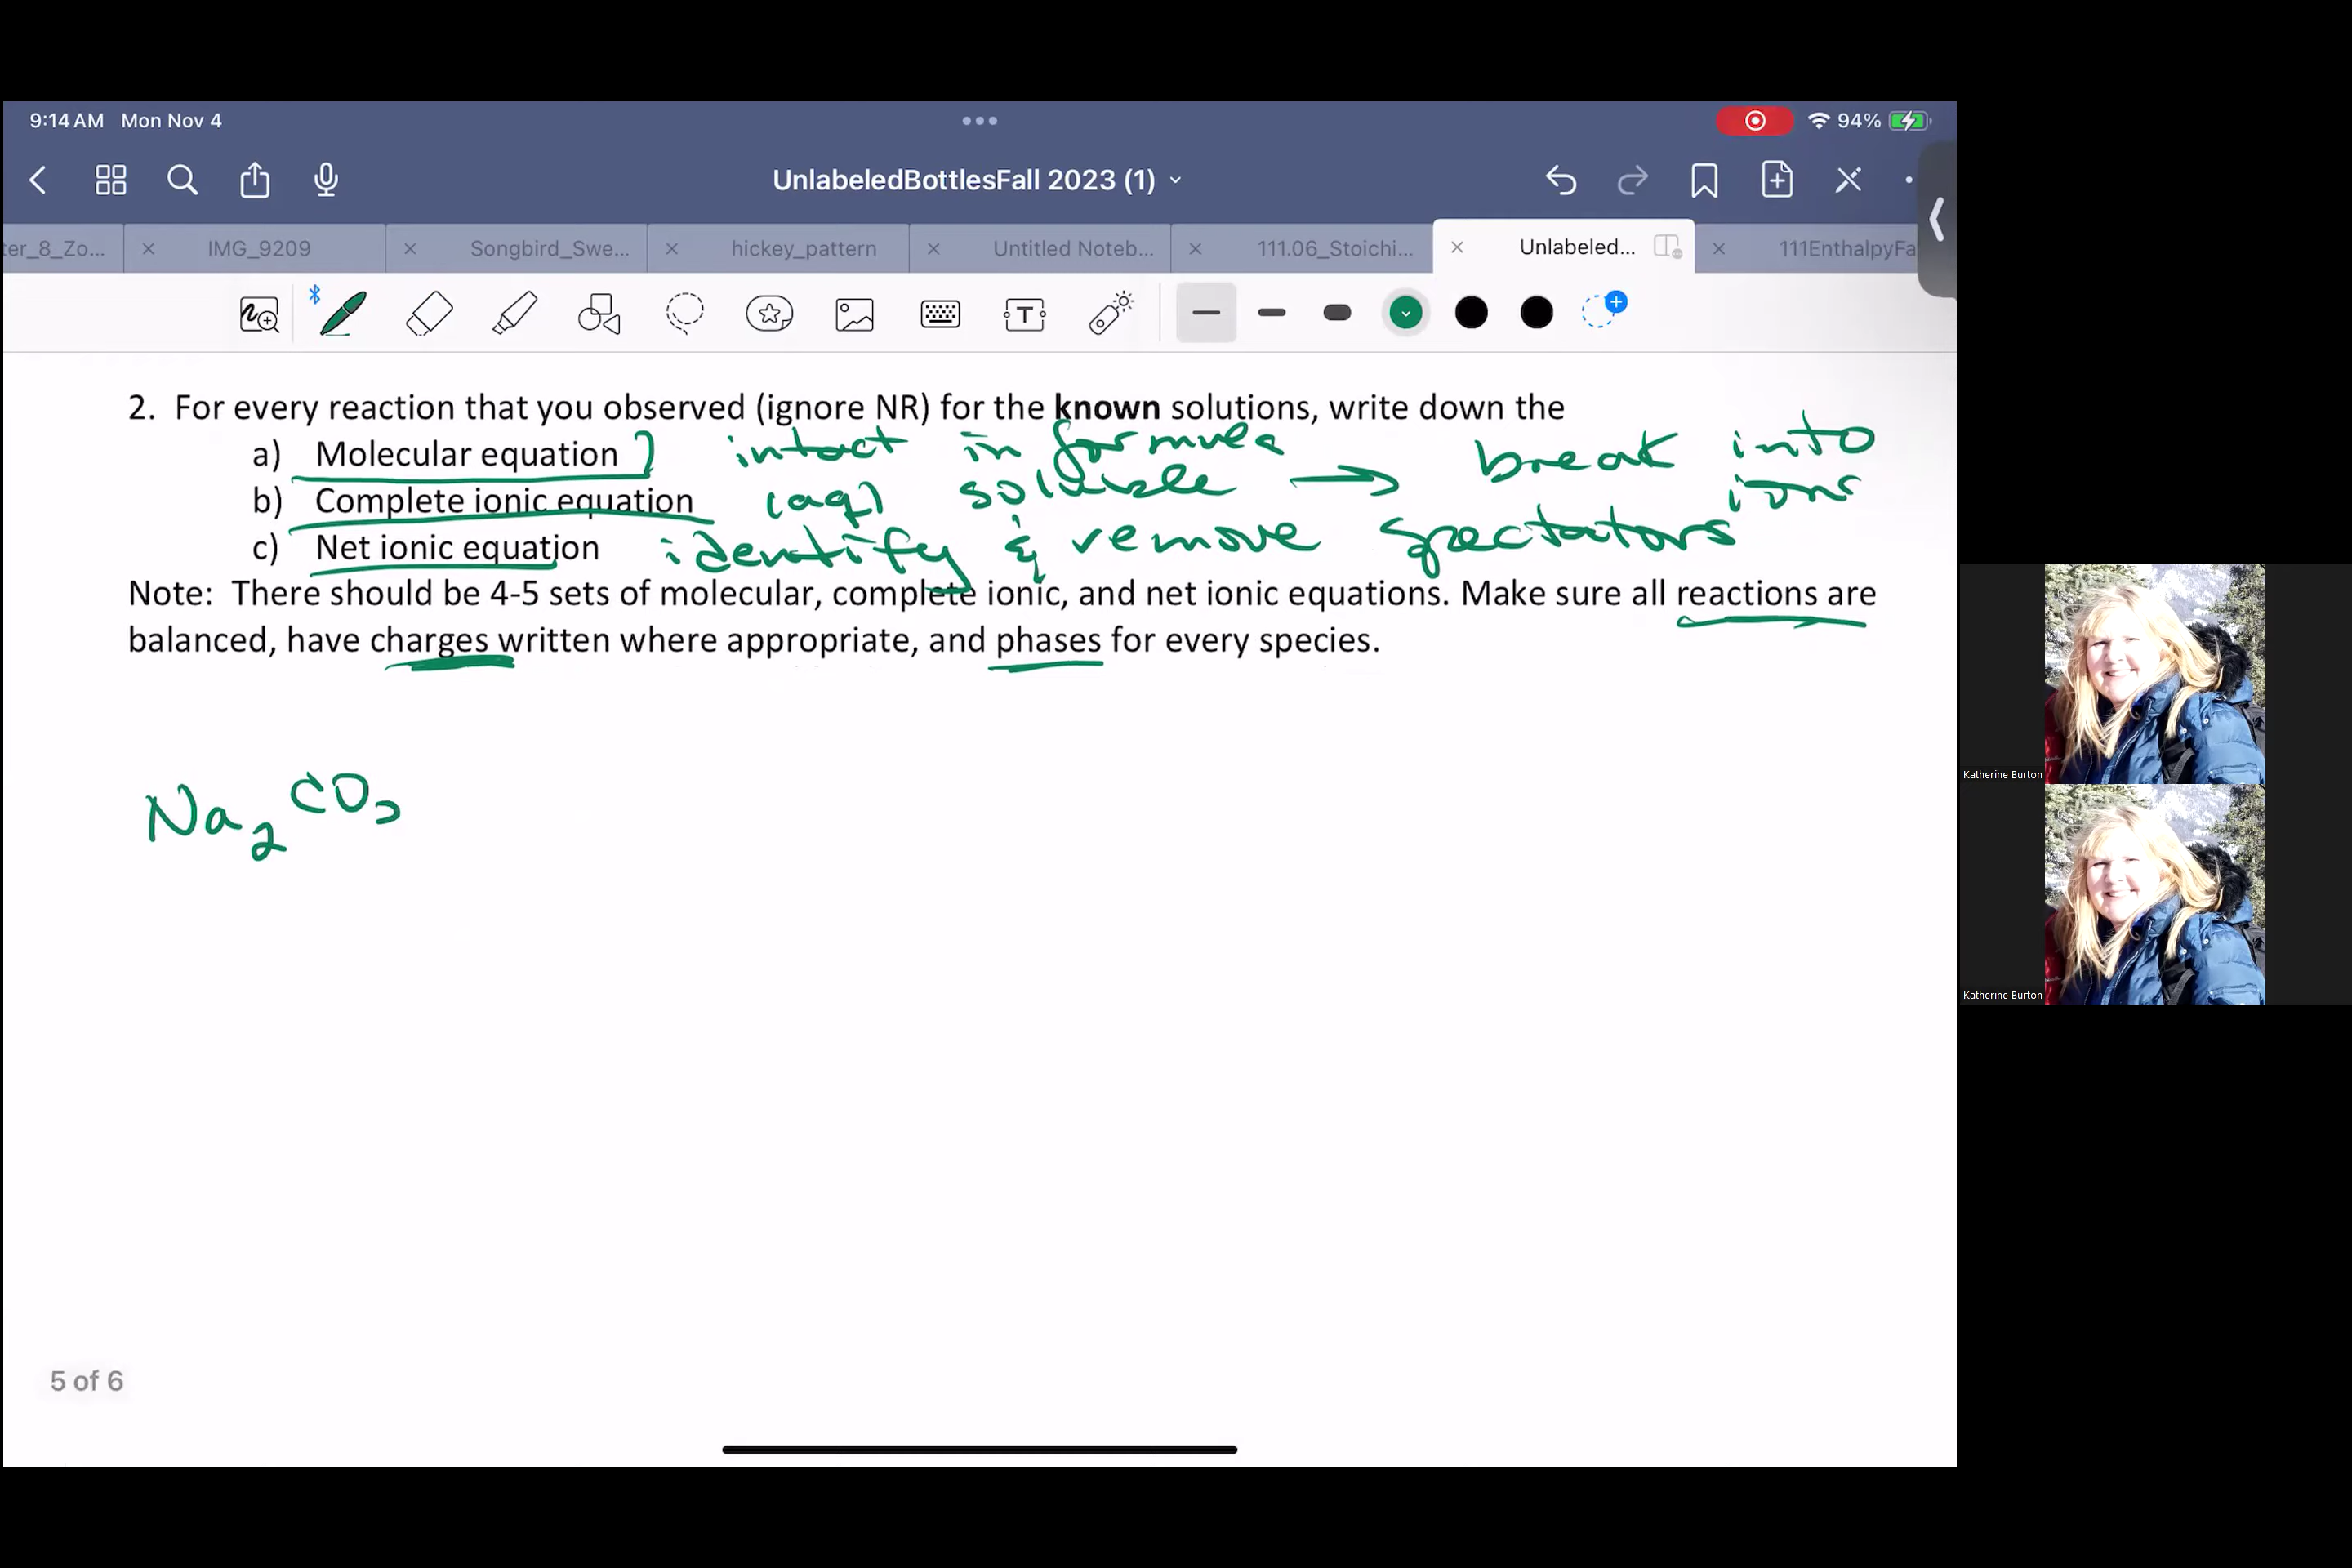 9:14 AM Mon Nov 4
94%
UnlabeledBottlesFall 2023 (1)
ter_8_Zo...
IMG_9209
Songbird_Swe...
hickey_pattern
Untitled Noteb...
111.06_Stoichi...
Unlabeled...
111EnthalpyFa
T
2. For every reaction that you observed (ignore NR) for the known solutions, write down the
a) Molecular equation intact in formula break into
b) Complete ionic equation (aq) soluble → ions
c) Net ionic equation identify & remove spectators
Note: There should be 4-5 sets of molecular, complete ionic, and net ionic equations. Make sure all reactions are
balanced, have charges written where appropriate, and phases for every species.
Na2CO3
5 of 6
Katherine Burton
Katherine Burton